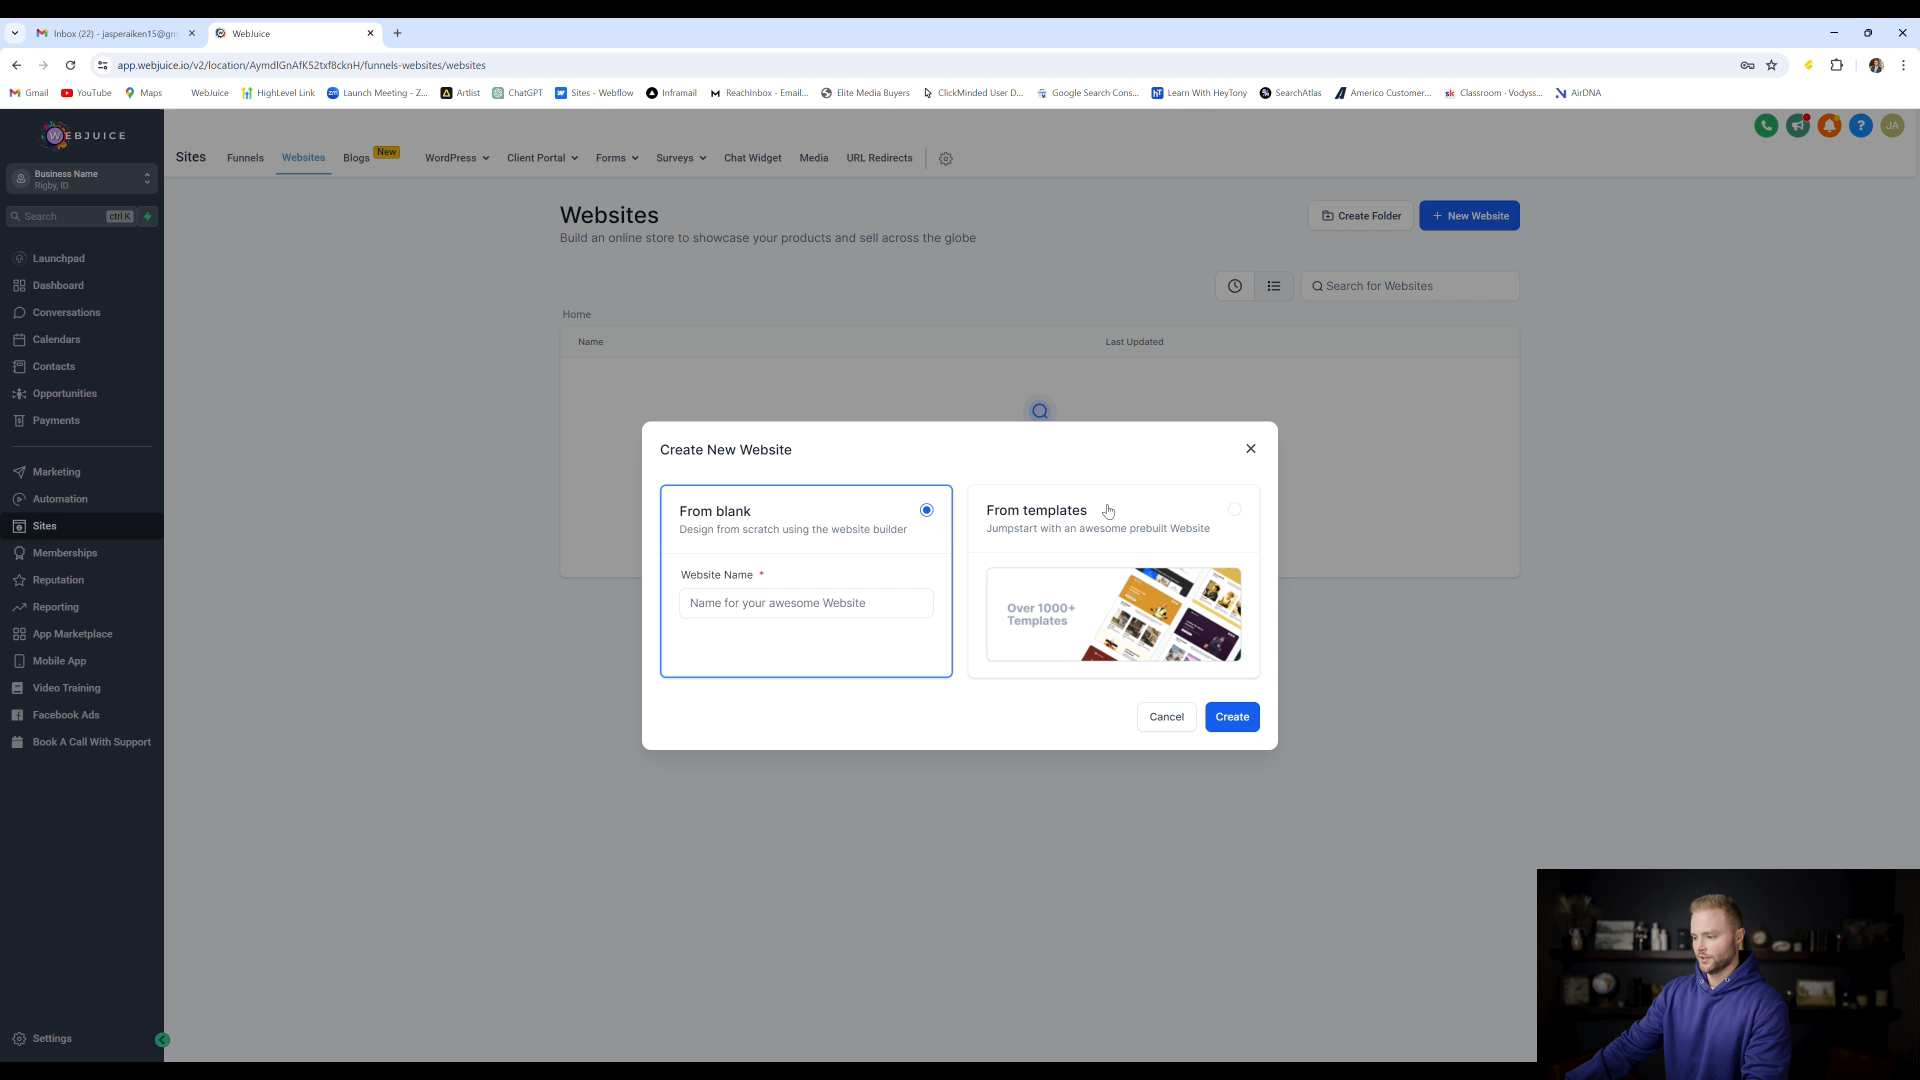 Inbox (22) - jasperaiken15@gm
WebJuice
app.webjuice.io/v2/location/AymdlGnAfK52txf8cknH/funnels-websites/websites
Gmail
YouTube
Maps
WebJuice
HighLevel Link
Launch Meeting - Z...
Artlist
ChatGPT
Sites - Webflow
Inframail
ReachInbox - Email...
Elite Media Buyers
ClickMinded User D...
Google Search Cons...
Learn With HeyTony
SearchAtlas
Americo Customer...
Classroom - Vodyss...
AirDNA
WEBJUICE
Business Name
Rigby, ID
Search
ctrl K
Launchpad
Dashboard
Conversations
Calendars
Contacts
Opportunities
Payments
Marketing
Automation
Sites
Memberships
Reputation
Reporting
App Marketplace
Mobile App
Video Training
Facebook Ads
Book A Call With Support
Settings
JA
Sites
Funnels
Websites
Blogs
New
WordPress
Client Portal
Forms
Surveys
Chat Widget
Media
URL Redirects
Websites
Build an online store to showcase your products and sell across the globe
Create Folder
+ New Website
Search for Websites
Home
Name
Last Updated
Create New Website
From blank
Design from scratch using the website builder
Website Name *
Name for your awesome Website
From templates
Jumpstart with an awesome prebuilt Website
Over 1000+
Templates
Cancel
Create